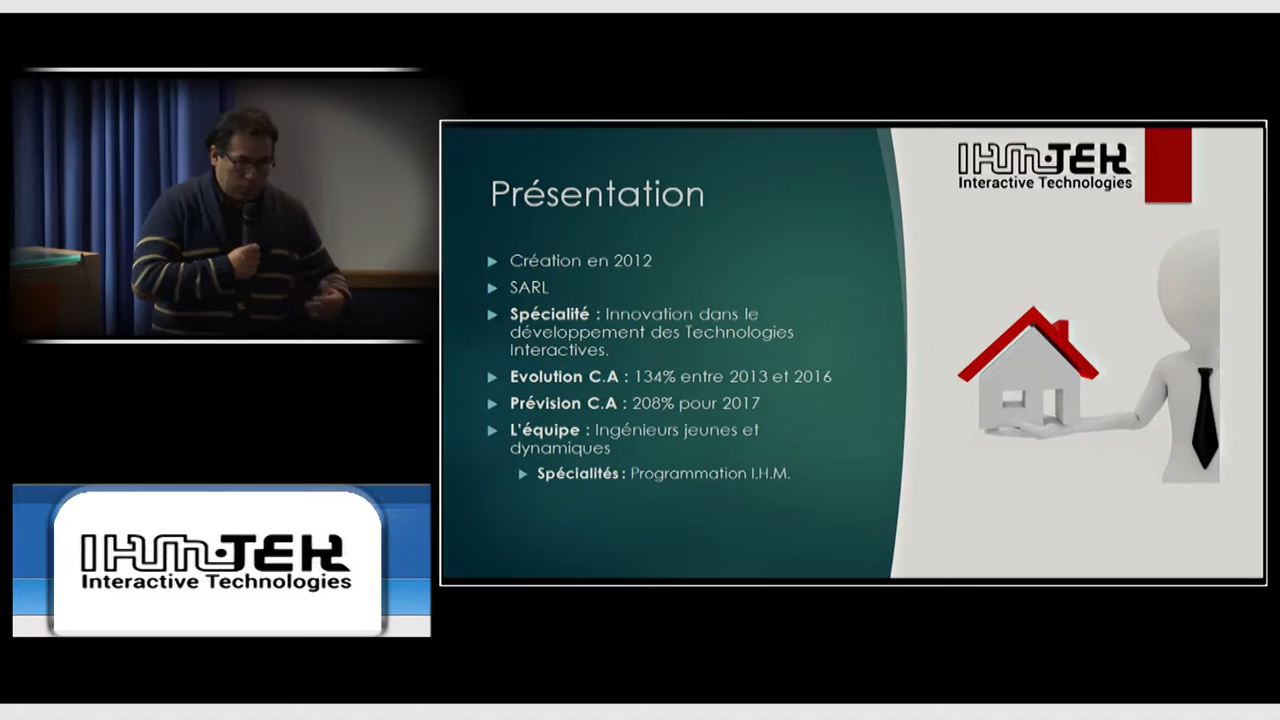 IHM-TEK
Interactive Technologies
Présentation
Création en 2012
SARL
Spécialité : Innovation dans le
développement des Technologies
Interactives.
Evolution C.A : 134% entre 2013 et 2016
Prévision C.A : 208% pour 2017
L'équipe : Ingénieurs jeunes et
dynamiques
Spécialités : Programmation I.H.M.
IHM-TEK
Interactive Technologies